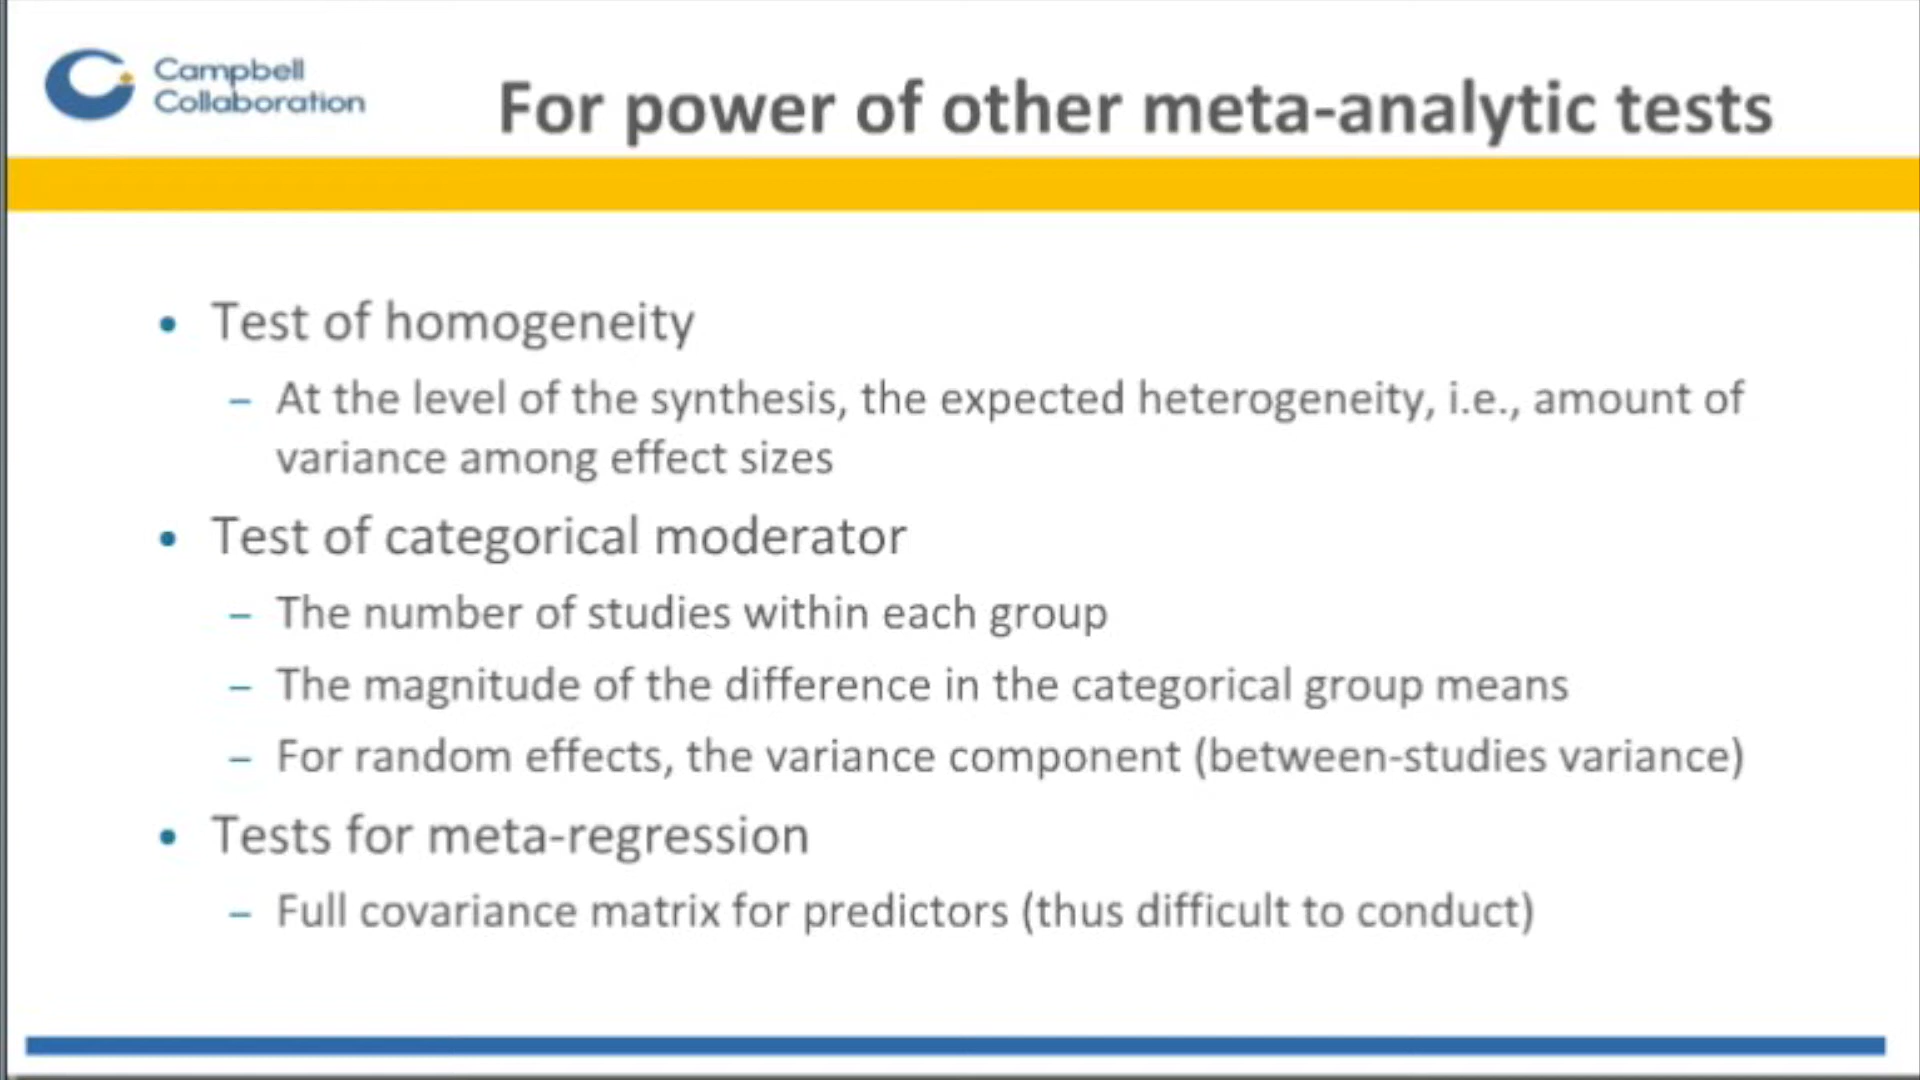 Campbell
Collaboration
For power of other meta-analytic tests
• Test of homogeneity
– At the level of the synthesis, the expected heterogeneity, i.e., amount of
variance among effect sizes
• Test of categorical moderator
– The number of studies within each group
– The magnitude of the difference in the categorical group means
– For random effects, the variance component (between-studies variance)
• Tests for meta-regression
– Full covariance matrix for predictors (thus difficult to conduct)